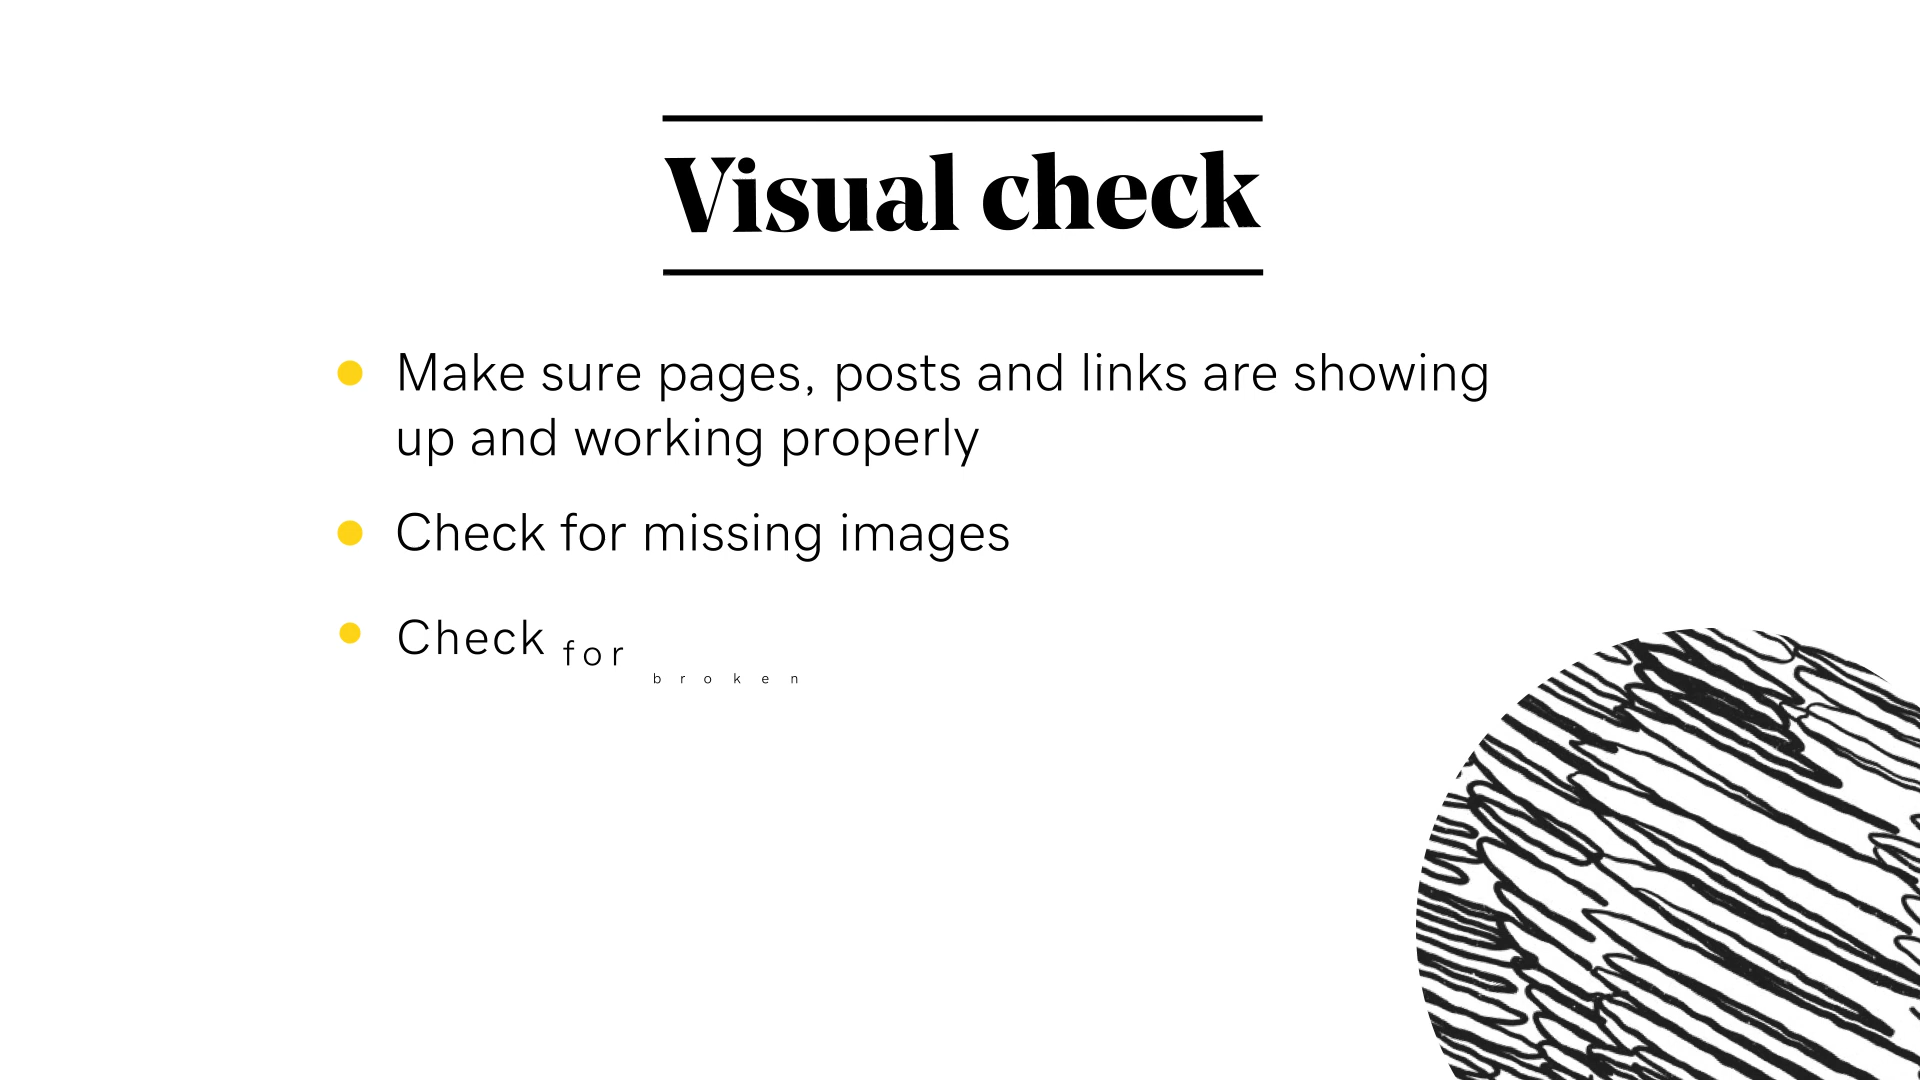 Visual check
Make sure pages, posts and links are showing
up and working properly
Check for missing images
Check for broken